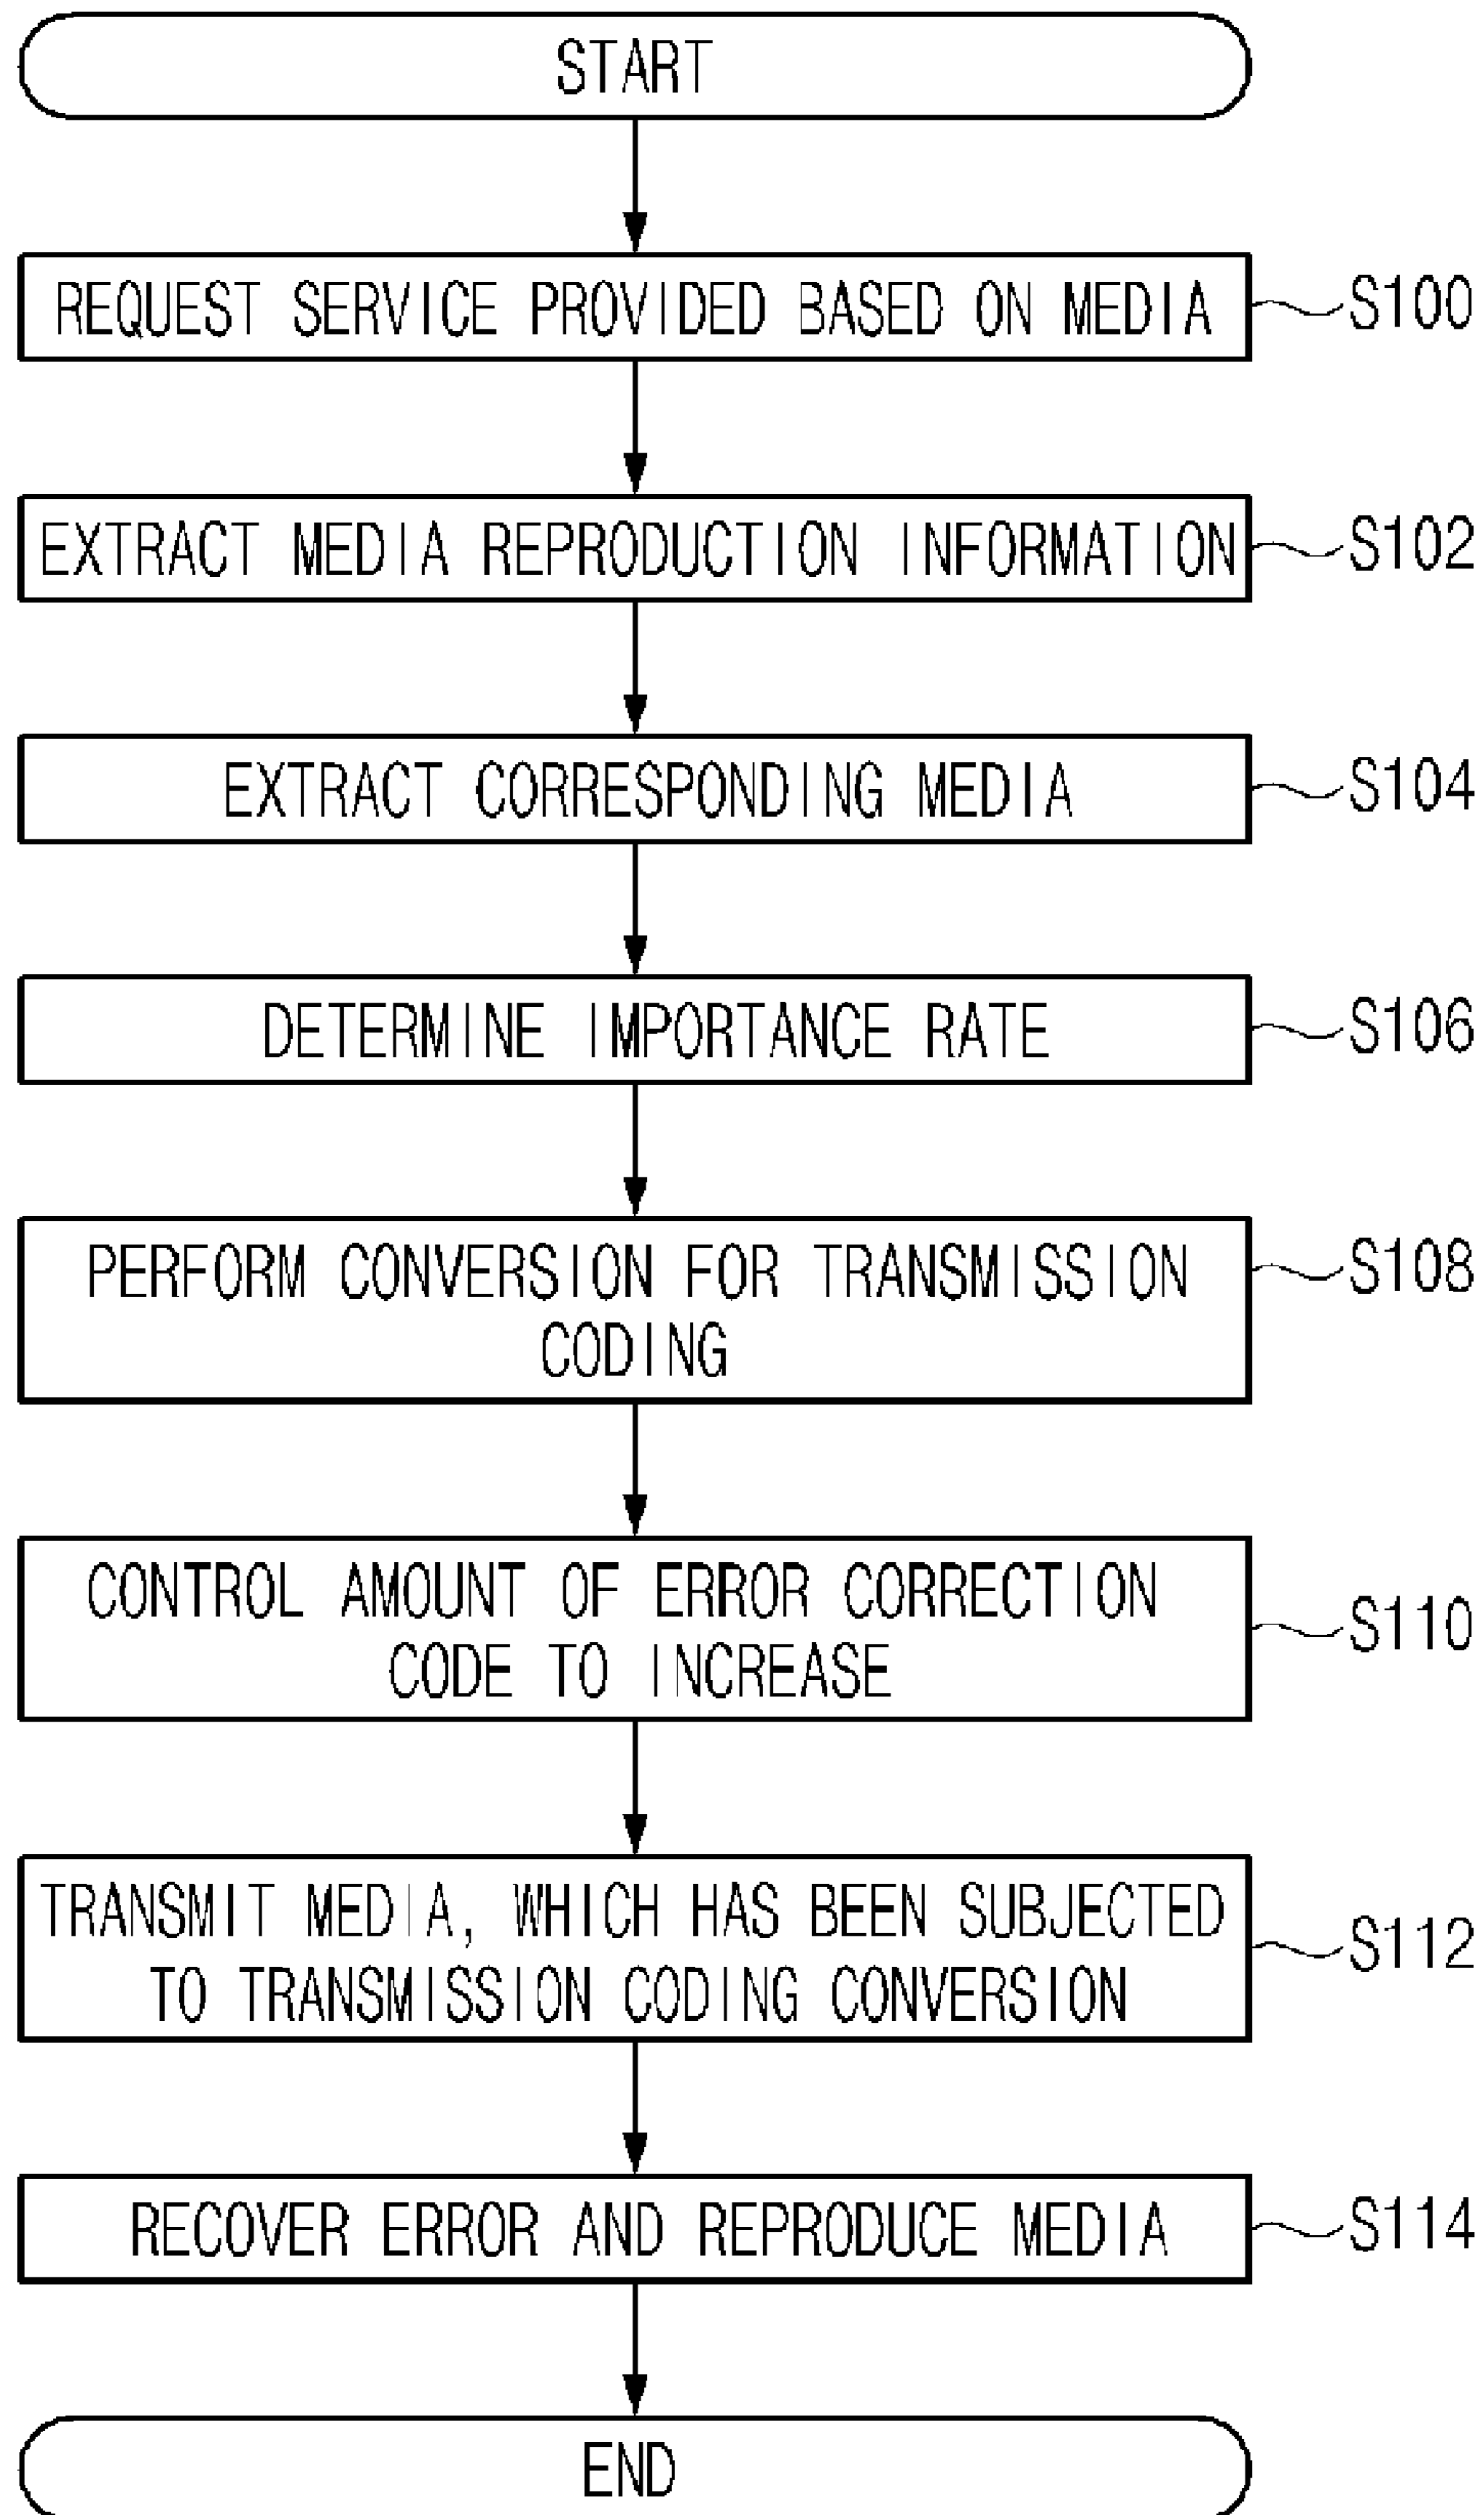 START
REQUEST SERVICE PROVIDED BASED ON MEDIA
S100
EXTRACT MEDIA REPRODUCTION INFORMATION
S102
EXTRACT CORRESPONDING MEDIA
S104
DETERMINE IMPORTANCE RATE
S106
PERFORM CONVERSION FOR TRANSMISSION
CODING
S108
CONTROL AMOUNT OF ERROR CORRECTION
CODE TO INCREASE
S110
TRANSMIT MEDIA, WHICH HAS BEEN SUBJECTED
TO TRANSMISSION CODING CONVERSION
S112
RECOVER ERROR AND REPRODUCE MEDIA
S114
END